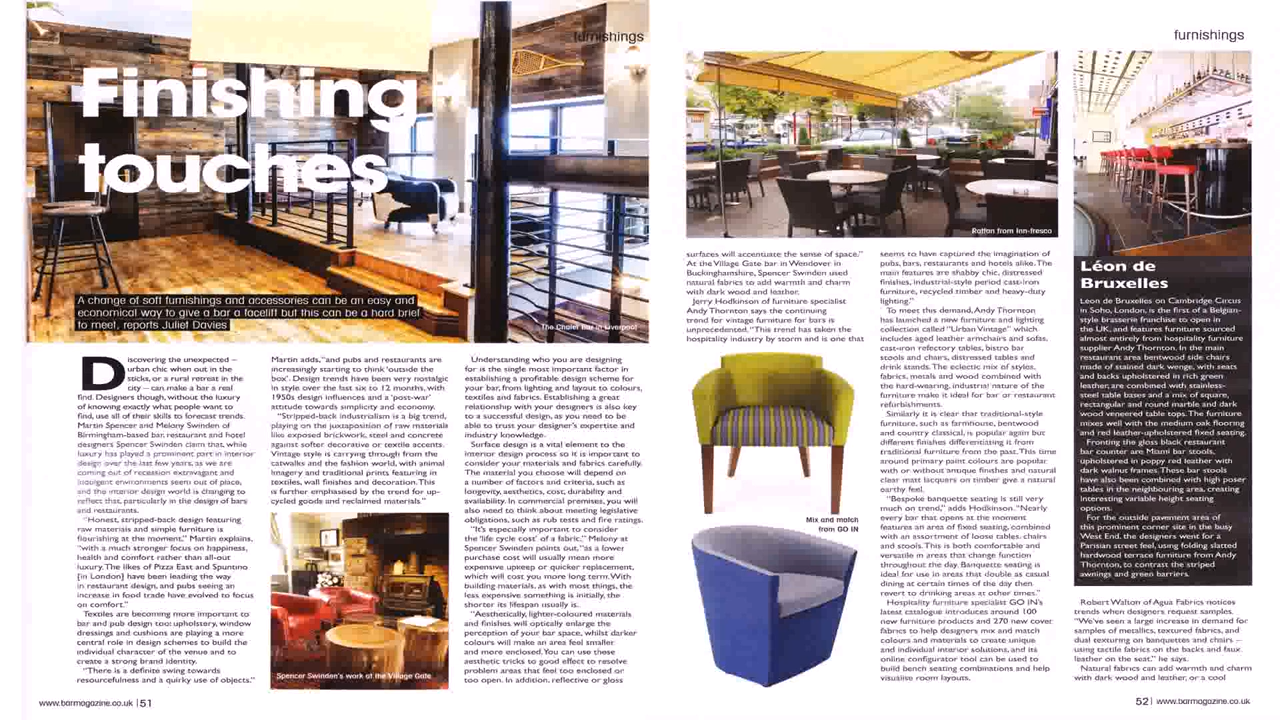 furnishings
Finishing
touches
A change of soft furnishings and accessories can be an easy and
economical way to give a bar a facelift but this can be a hard brief
to meet, reports Juliet Davies
The Chalet Bar in Liverpool
Discovering the unexpected –
urban chic when out in the
sticks, or a rural retreat in the
city – can make a bar a real
find. Designers though, without the luxury
of knowing exactly what people want to
find, use all of their skills to forecast trends.
Martin Spencer and Melony Swinden of
Birmingham-based bar, restaurant and hotel
designers Spencer Swinden claim that, while
luxury has played a prominent part in interior
design over the last few years, as we are
coming out of recession extravagant and
indulgent environments seem out of place,
and the interior design world is changing to
reflect that, particularly in the design of bars
and restaurants.
"Honest, stripped-back design featuring
raw materials and simple furniture is
flourishing at the moment," Martin explains,
"with a much stronger focus on happiness,
health and comfort rather than all-out
luxury. The likes of Pizza East and Spuntino
[in London] have been leading the way
in restaurant design, and pubs seeing an
increase in food trade have evolved to focus
on comfort."
Textiles are becoming more important to
bar and pub design too: upholstery, window
dressings and cushions are playing a more
central role in design schemes to build the
individual character of the venue and to
create a strong brand identity.
"There is a definite swing towards
resourcefulness and a quirky use of objects."
Martin adds, "and pubs and restaurants are
increasingly starting to think 'outside the
box'. Design trends have been very nostalgic
in style over the last six to 12 months, with
1950s design influences and a 'post-war'
attitude towards simplicity and economy.
"Stripped-back industrialism is a big trend,
playing on the juxtaposition of raw materials
like exposed brickwork, steel and concrete
against softer decorative or textile accents.
Vintage style is carrying through from the
catwalks and the fashion world, with animal
imagery and traditional prints featuring in
textiles, wall finishes and decoration. This
is further emphasised by the trend for up-
cycled goods and reclaimed materials."
Spencer Swinden's work at the Village Gate
Understanding who you are designing
for is the single most important factor in
establishing a profitable design scheme for
your bar, from lighting and layout to colours,
textiles and fabrics. Establishing a great
relationship with your designers is also key
to a successful design, as you need to be
able to trust your designer's expertise and
industry knowledge.
Surface design is a vital element to the
interior design process so it is important to
consider your materials and fabrics carefully.
The material you choose will depend on
a number of factors and criteria, such as
longevity, aesthetics, cost, durability and
availability. In commercial premises, you will
also need to think about meeting legislative
obligations, such as rub tests and fire ratings.
"It's especially important to consider
the 'life cycle cost' of a fabric," Melony at
Spencer Swinden points out, "as a lower
purchase cost will usually mean more
expensive upkeep or quicker replacement,
which will cost you more long term. With
building materials, as with most things, the
less expensive something is initially, the
shorter its lifespan usually is.
"Aesthetically, lighter-coloured materials
and finishes will optically enlarge the
perception of your bar space, whilst darker
colours will make an area feel smaller
and more enclosed. You can use these
aesthetic tricks to good effect to resolve
problem areas that feel too enclosed or
too open. In addition, reflective or gloss
www.barmagazine.co.uk | 51
furnishings
Rattan from Inn-fresco
surfaces will accentuate the sense of space."
At the Village Gate bar in Wendover in
Buckinghamshire, Spencer Swinden used
natural fabrics to add warmth and charm
with dark wood and leather.
Jerry Hodkinson of furniture specialist
Andy Thornton says the continuing
trend for vintage furniture for bars is
unprecedented. "This trend has taken the
hospitality industry by storm and is one that
Mix and match
from GO IN
seems to have captured the imagination of
pubs, bars, restaurants and hotels alike. The
main features are shabby chic, distressed
finishes, industrial-style period cast-iron
furniture, recycled timber and heavy-duty
lighting."
To meet this demand, Andy Thornton
has launched a new furniture and lighting
collection called "Urban Vintage" which
includes aged leather armchairs and sofas,
cast-iron refectory tables, bistro bar
stools and chairs, distressed tables and
drink stands. The eclectic mix of styles,
fabrics, metals and wood combined with
the hard-wearing, industrial nature of the
furniture make it ideal for bar or restaurant
refurbishments.
Similarly it is clear that traditional-style
furniture, such as farmhouse, bentwood
and country classical, is popular again but
different finishes differentiating it from
traditional furniture from the past. This time
around primary paint colours are popular
with or without antique finishes and natural
clear matt lacquers on timber give a natural
earthy feel.
"Bespoke banquette seating is still very
much on trend," adds Hodkinson. "Nearly
every bar that opens at the moment
features an area of fixed seating, combined
with an assortment of loose tables, chairs
and stools. This is both comfortable and
versatile in areas that change function
throughout the day. Banquette seating is
ideal for use in areas that double as casual
dining at certain times of the day then
revert to drinking areas at other times."
Hospitality furniture specialist GO IN's
latest catalogue introduces around 100
new furniture products and 270 new cover
fabrics to help designers mix and match
colours and materials to create unique
and individual interior solutions, and its
online configurator tool can be used to
build bench seating combinations and help
visualise room layouts.
Léon de
Bruxelles
Leon de Bruxelles on Cambridge Circus
in Soho, London, is the first of a Belgian-
style brasserie franchise to open in
the UK, and features furniture sourced
almost entirely from hospitality furniture
supplier Andy Thornton. In the main
restaurant area bentwood side chairs
made of stained dark wenge, with seats
and backs upholstered in rich green
leather, are combined with stainless-
steel table bases and a mix of square,
rectangular and round marble and dark
wood veneered table tops. The furniture
mixes well with the medium oak flooring
and red leather-upholstered fixed seating.
Fronting the gloss black restaurant
bar counter are Miami bar stools,
upholstered in poppy red leather with
dark walnut frames. These bar stools
have also been combined with high poser
tables in the neighbouring area, creating
interesting variable height seating
options.
For the outside pavement area of
this prominent corner site in the busy
West End, the designers went for a
Parisian street feel, using folding slatted
hardwood terrace furniture from Andy
Thornton, to contrast the striped
awnings and green barriers.
Robert Walton of Agua Fabrics notices
trends when designers request samples.
"We've seen a large increase in demand for
samples of metallics, textured fabrics, and
dual texturing on banquettes and chairs –
using tactile fabrics on the backs and faux
leather on the seat," he says.
Natural fabrics can add warmth and charm
with dark wood and leather, or a cool
52 | www.barmagazine.co.uk